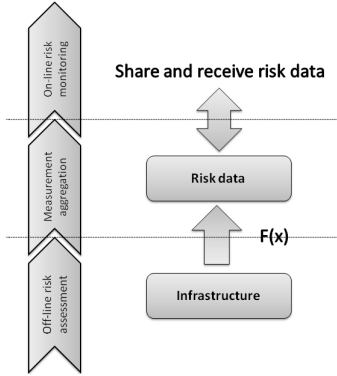 On-line risk
monitoring
Share and receive risk data
Measurement
aggregation
Risk data
F(x)
Off-line risk
assessment
Infrastructure